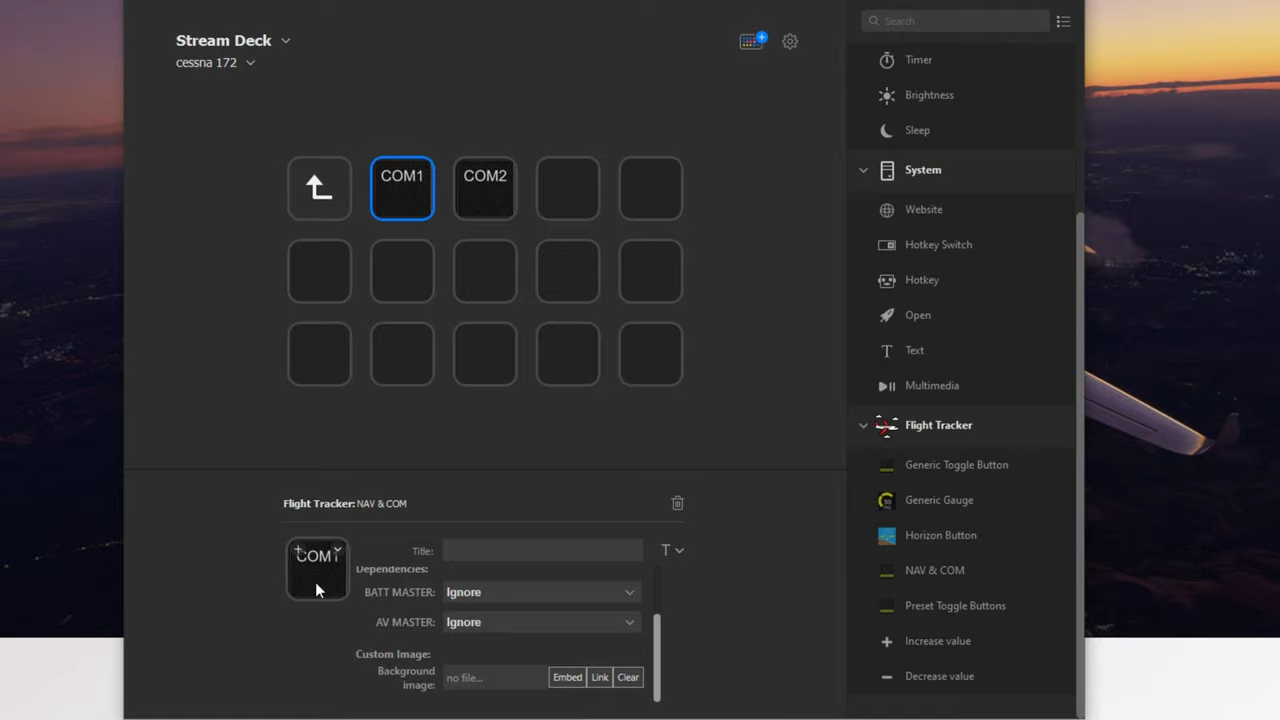 Stream Deck
cessna 172
COM1
COM2
Flight Tracker: NAV & COM
COM1
Title:
T
Dependencies:
BATT MASTER:
Ignore
AV MASTER:
Ignore
Custom Image:
Background image:
no file...
Embed
Link
Clear
Search
Timer
Brightness
Sleep
System
Website
Hotkey Switch
Hotkey
Open
T Text
Multimedia
Flight Tracker
Generic Toggle Button
50 Generic Gauge
Horizon Button
NAV & COM
Preset Toggle Buttons
Increase value
Decrease value